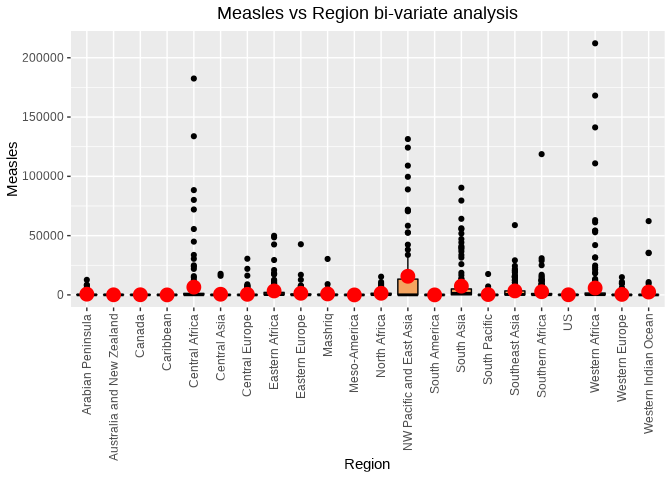 Measles vs Region bi-variate analysis
Measles
200000
150000
100000
50000
0
Arabian Peninsula
Australia and New Zealand
Canada
Caribbean
Central Africa
Central Asia
Central Europe
Eastern Africa
Eastern Europe
Mashriq
Meso-America
North Africa
NW Pacific and East Asia
South America
South Asia
South Pacific
Southeast Asia
Southern Africa
US
Western Africa
Western Europe
Western Indian Ocean
Region